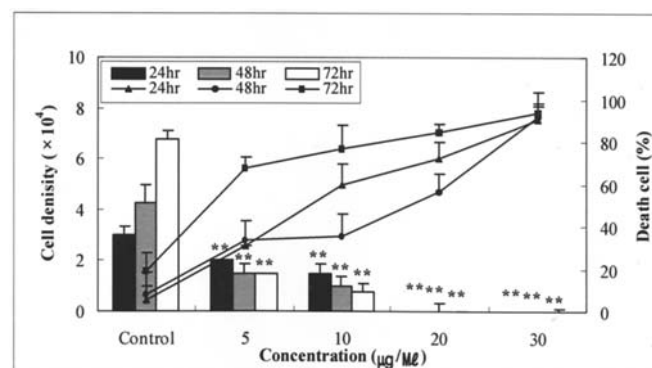 10
8
6
4
2
0
Cell denisity (×10⁴)
24hr 48hr 72hr
24hr 48hr 72hr
120
100
80
60
40
20
0
Death cell (%)
** ** **
** ** **
** ** **
** ** **
Control 5 10 20 30
Concentration (μg/Mℓ)